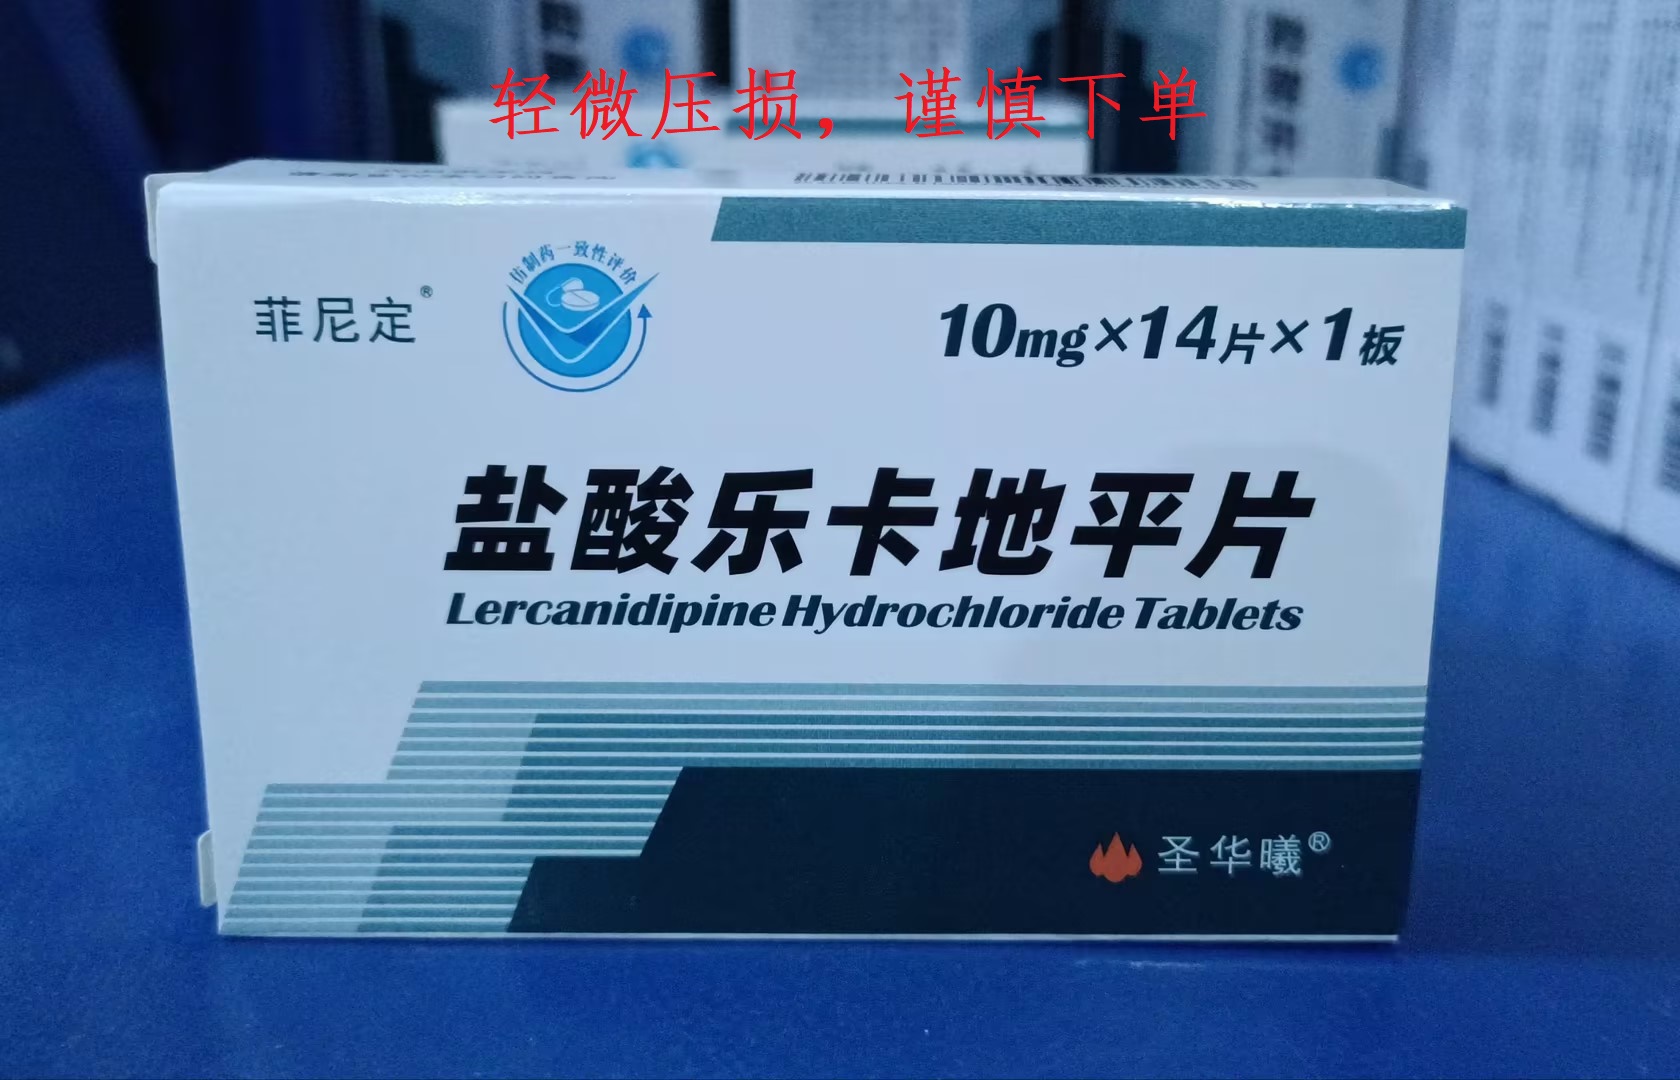 轻微压损，谨慎下单
菲尼定®
仿制药一致性评价
10mg×14片×1板
盐酸乐卡地平片
Lercanidipine Hydrochloride Tablets
圣华曦®